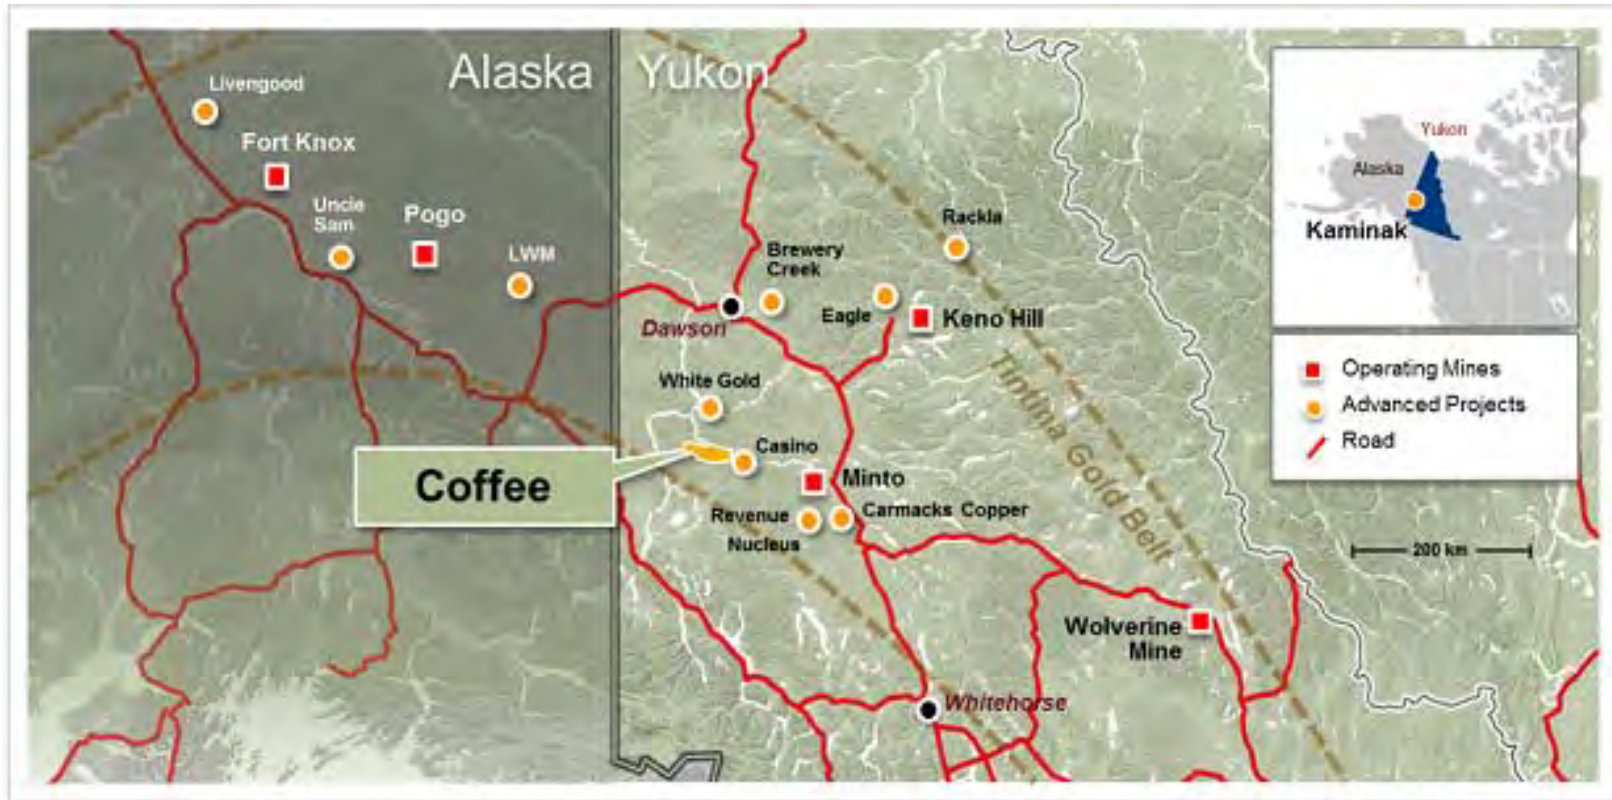 Alaska
Yukon
Livengood
Fort Knox
Uncle
Sam
Pogo
LWM
Rackla
Brewery
Creek
Eagle
Keno Hill
Dawson
White Gold
Tintina Gold Belt
Casino
Coffee
Minto
Revenue
Nucleus
Carmacks Copper
Wolverine
Mine
Whitehorse
Yukon
Alaska
Kaminak
Operating Mines
Advanced Projects
Road
200 km